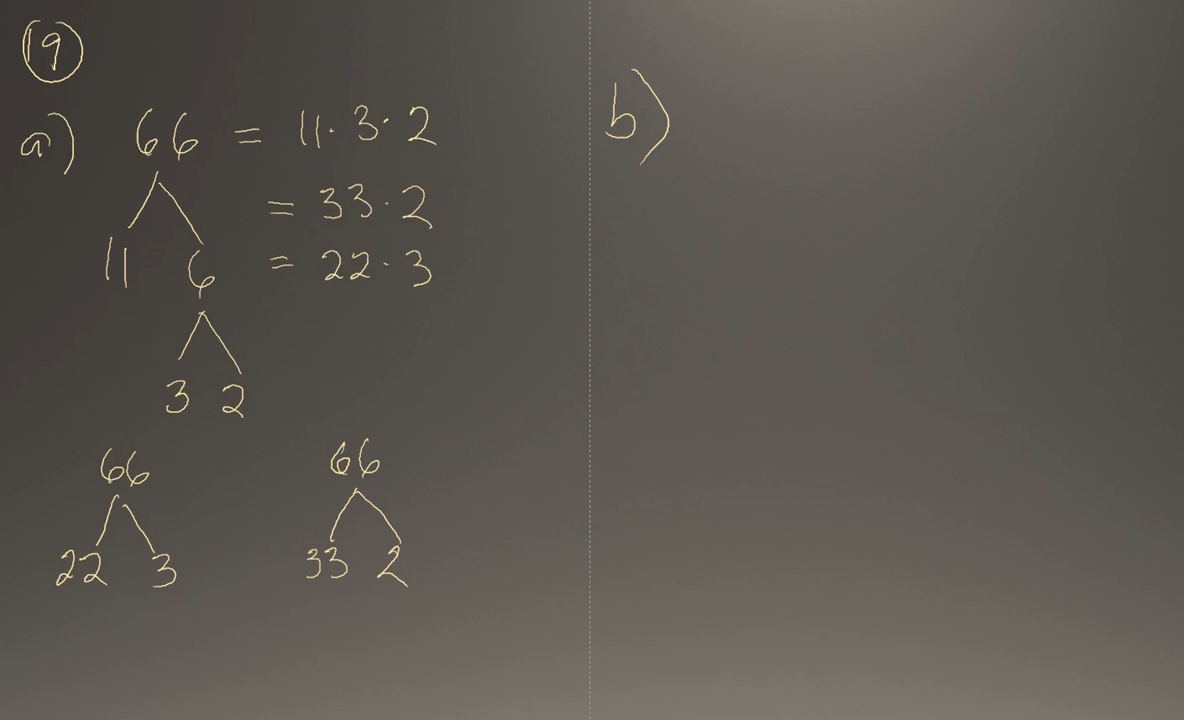 19
a) 66 = 11 · 3 · 2
= 33 · 2
11 6 = 22 · 3
3 2
66 66
22 3 33 2
b)